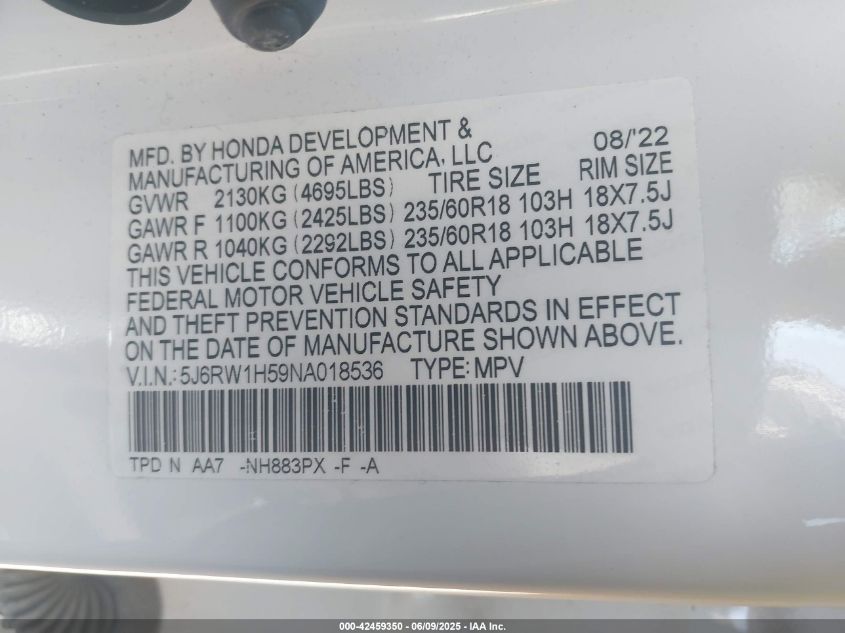 MFD. BY HONDA DEVELOPMENT & MANUFACTURING OF AMERICA, LLC 08/'22
GVWR 2130KG (4695LBS) TIRE SIZE RIM SIZE
GAWR F 1100KG (2425LBS) 235/60R18 103H 18X7.5J
GAWR R 1040KG (2292LBS) 235/60R18 103H 18X7.5J
THIS VEHICLE CONFORMS TO ALL APPLICABLE
FEDERAL MOTOR VEHICLE SAFETY
AND THEFT PREVENTION STANDARDS IN EFFECT
ON THE DATE OF MANUFACTURE SHOWN ABOVE.
V.I.N.: 5J6RW1H59NA018536 TYPE: MPV
TPD N AA7 -NH883PX -F -A
000-42459350 | 06/09/2025 - IAA Inc.